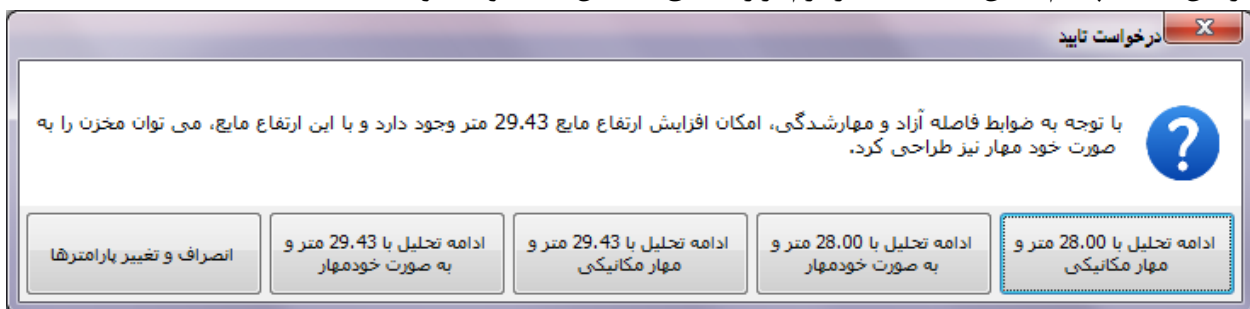 درخواست تایید
با توجه به ضوابط فاصله آزاد و مهارشدگی، امکان افزایش ارتفاع مایع 29.43 متر وجود دارد و با این ارتفاع مایع، می توان مخزن را به
صورت خود مهار نیز طراحی کرد.
ادامه تحلیل با 28.00 متر و
مهار مکانیکی
ادامه تحلیل با 28.00 متر و
به صورت خودمهار
ادامه تحلیل با 29.43 متر و
مهار مکانیکی
ادامه تحلیل با 29.43 متر و
به صورت خودمهار
انصراف و تغییر پارامترها